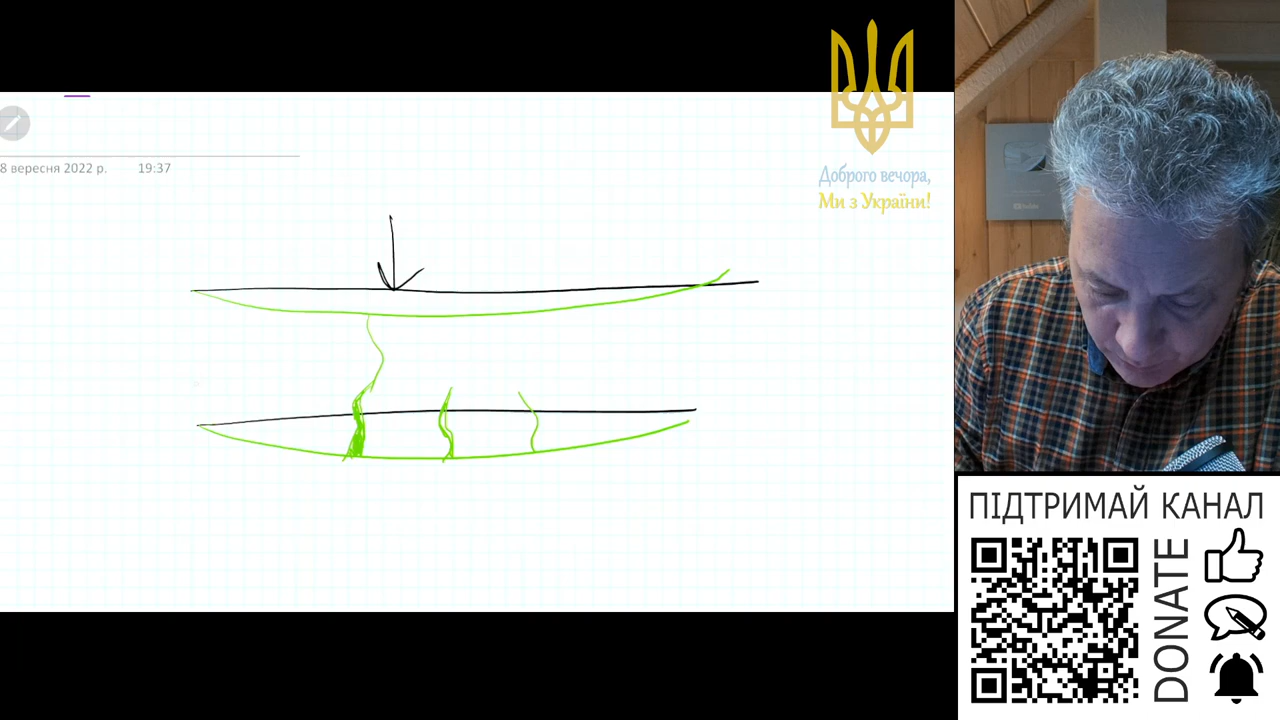 8 вересня 2022 р. 19:37
Доброго вечора,
Ми з України!
ПІДТРИМАЙ КАНАЛ
DONATE